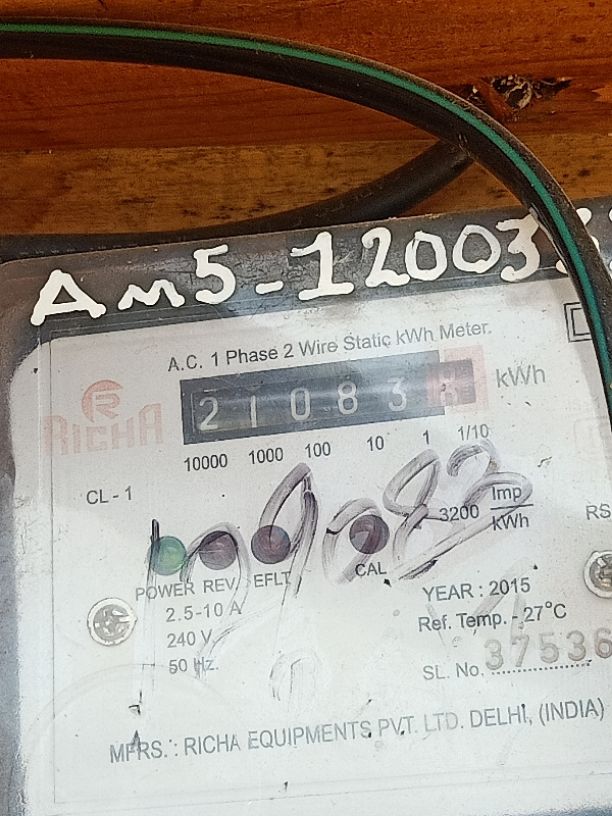 Am5-12003
A.C. 1 Phase 2 Wire Static kWh Meter.
R
RICHA
21083 kWh
10000 1000 100 10 1 1/10
CL - 1
3200 Imp/kWh
RS
POWER REV. EFLT CAL
2.5-10 A
240 V.
50 Hz.
YEAR : 2015
Ref. Temp. - 27°C
SL. No. 37536
MFRS. : RICHA EQUIPMENTS PVT. LTD. DELHI, (INDIA)